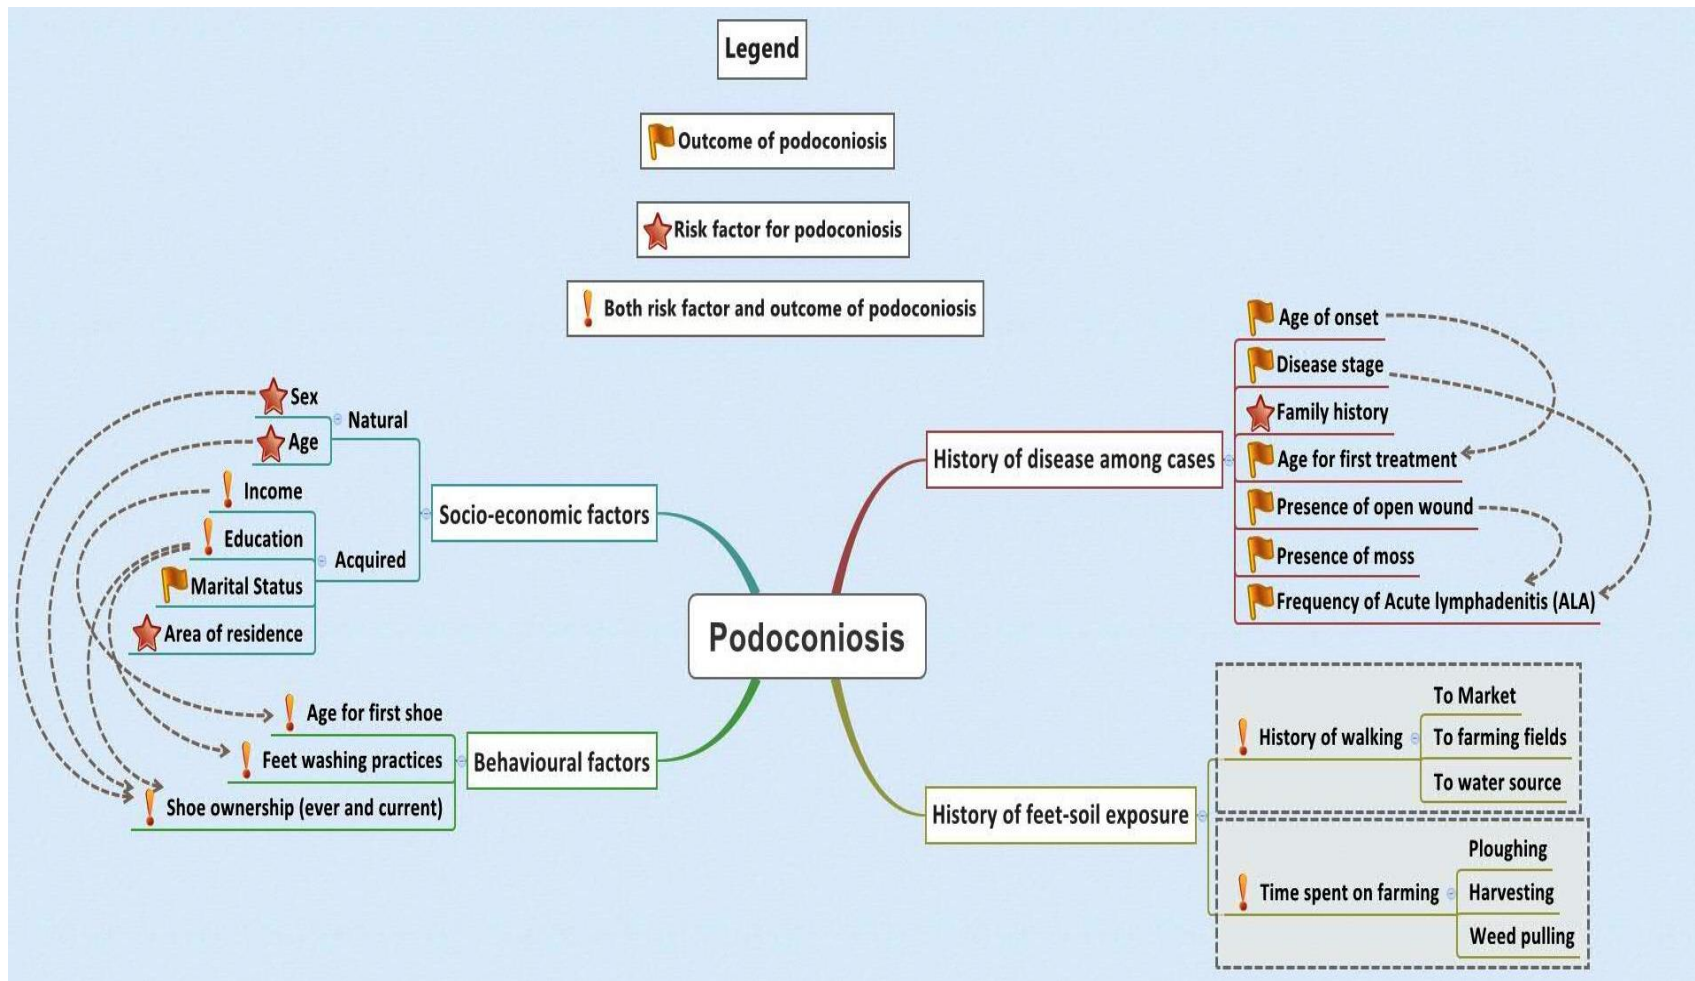 Legend
Outcome of podoconiosis
Risk factor for podoconiosis
Both risk factor and outcome of podoconiosis
Sex
Age
Natural
Income
Education
Marital Status
Area of residence
Acquired
Socio-economic factors
Age for first shoe
Feet washing practices
Shoe ownership (ever and current)
Behavioural factors
Podoconiosis
History of disease among cases
Age of onset
Disease stage
Family history
Age for first treatment
Presence of open wound
Presence of moss
Frequency of Acute lymphadenitis (ALA)
History of feet-soil exposure
History of walking
To Market
To farming fields
To water source
Time spent on farming
Ploughing
Harvesting
Weed pulling